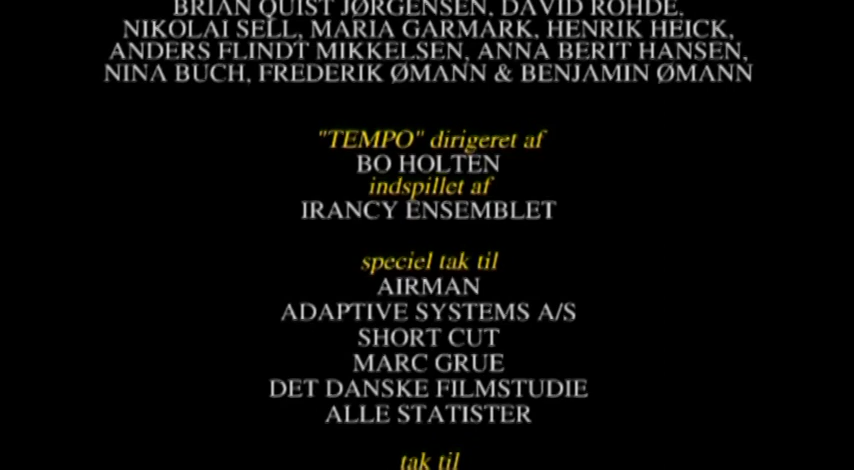 BRIAN QUIST JØRGENSEN, DAVID ROHDE,
NIKOLAI SELL, MARIA GARMARK, HENRIK HEICK,
ANDERS FLINDT MIKKELSEN, ANNA BERIT HANSEN,
NINA BUCH, FREDERIK ØMANN & BENJAMIN ØMANN
"TEMPO" dirigeret af
BO HOLTEN
indspillet af
IRANCY ENSEMBLET
speciel tak til
AIRMAN
ADAPTIVE SYSTEMS A/S
SHORT CUT
MARC GRUE
DET DANSKE FILMSTUDIE
ALLE STATISTER
tak til